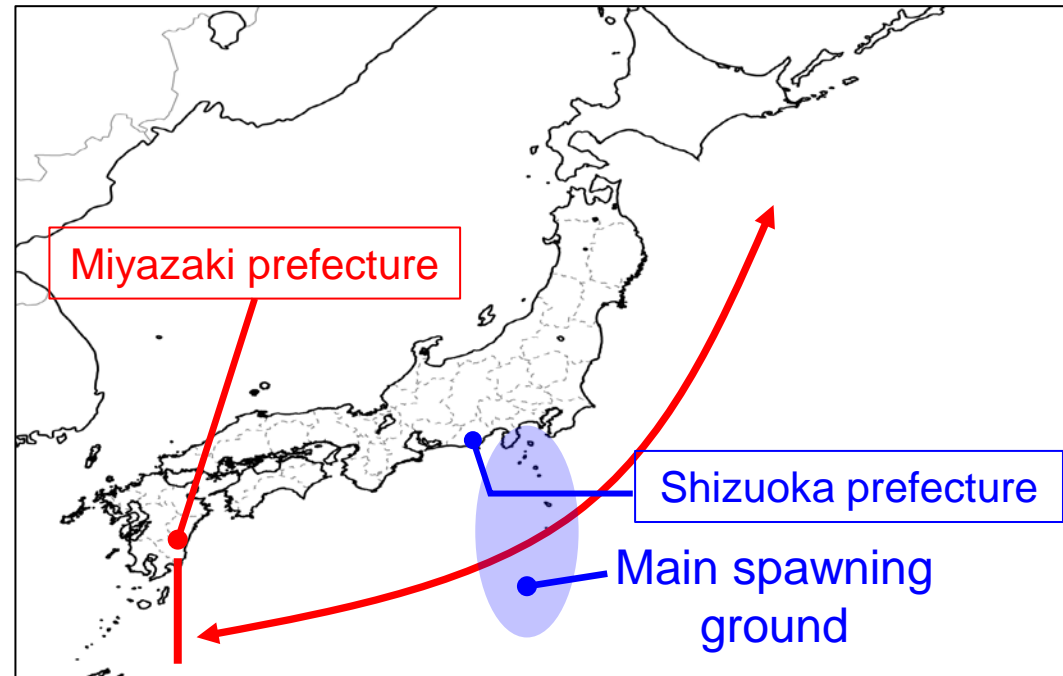 Miyazaki prefecture
Shizuoka prefecture
Main spawning
ground